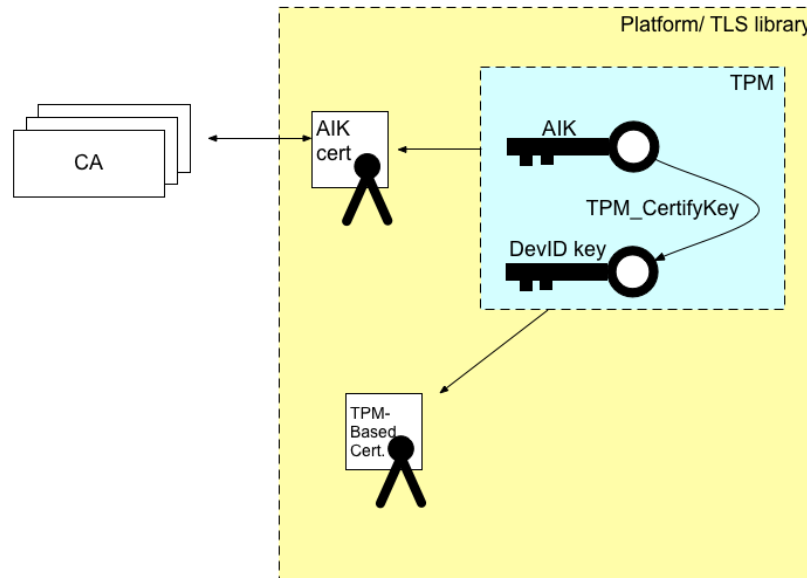 Platform/ TLS library
TPM
AIK
cert
AIK
CA
TPM_CertifyKey
DevID key
TPM-
Based
Cert.